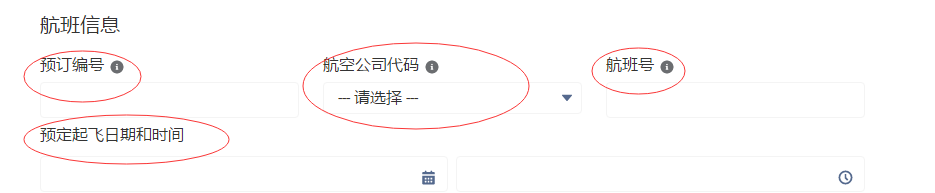 航班信息
预订编号 航空公司代码 航班号
--- 请选择 ---
预定起飞日期和时间